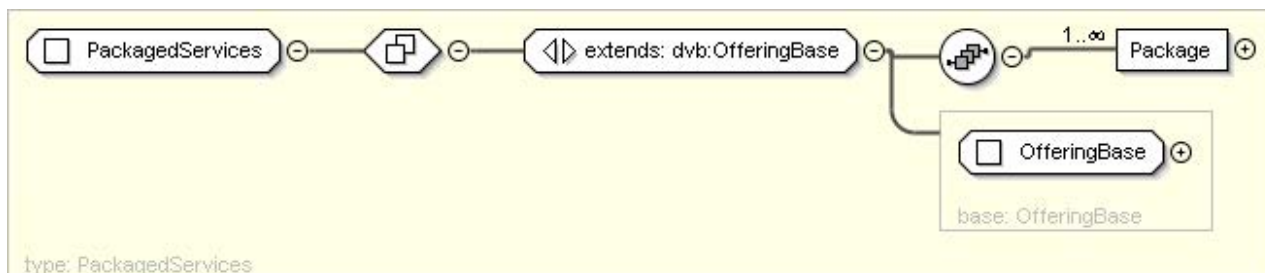 PackagedServices
extends: dvb:OfferingBase
1..∞
Package
OfferingBase
base: OfferingBase
type: PackagedServices